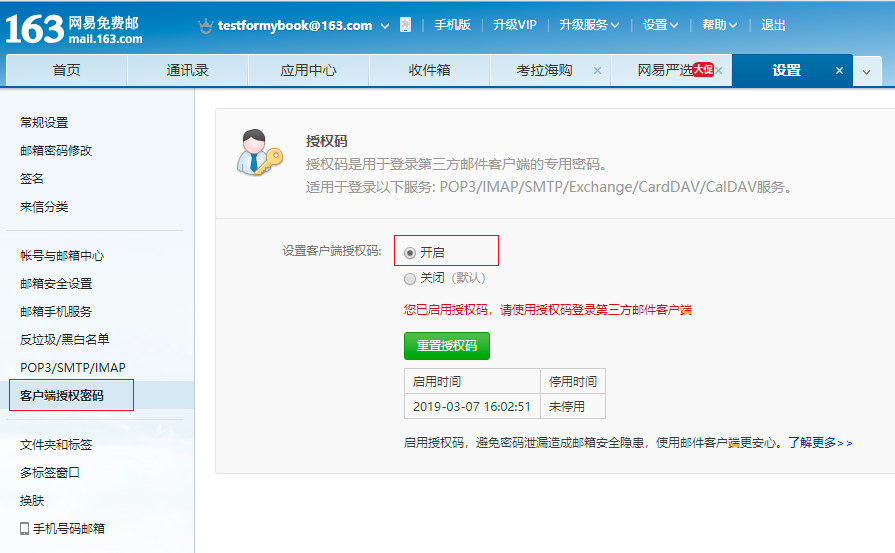 163 网易免费邮
mail.163.com
testformybook@163.com 手机版 升级VIP 升级服务 设置 帮助 退出
首页 通讯录 应用中心 收件箱 考拉海购 × 网易严选 大促 × 设置 ×
常规设置
邮箱密码修改
签名
来信分类
帐号与邮箱中心
邮箱安全设置
邮箱手机服务
反垃圾/黑白名单
POP3/SMTP/IMAP
客户端授权密码
文件夹和标签
多标签窗口
换肤
手机号码邮箱
授权码
授权码是用于登录第三方邮件客户端的专用密码。
适用于登录以下服务: POP3/IMAP/SMTP/Exchange/CardDAV/CalDAV服务。
设置客户端授权码: 开启
关闭（默认）
您已启用授权码，请使用授权码登录第三方邮件客户端
重置授权码
启用时间 停用时间
2019-03-07 16:02:51 未停用
启用授权码，避免密码泄漏造成邮箱安全隐患，使用邮件客户端更安心。了解更多>>